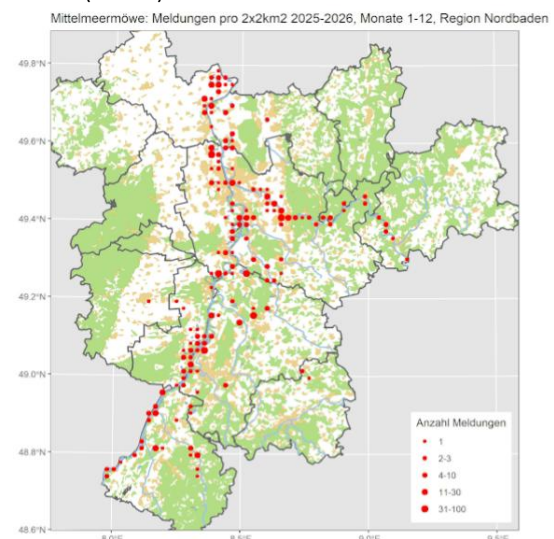 Mittelmeermöwe: Meldungen pro 2x2km2 2025-2026, Monate 1-12, Region Nordbaden
49.8°N
49.6°N
49.4°N
49.2°N
49.0°N
48.8°N
48.6°N
Anzahl Meldungen
1
2-3
4-10
11-30
31-100